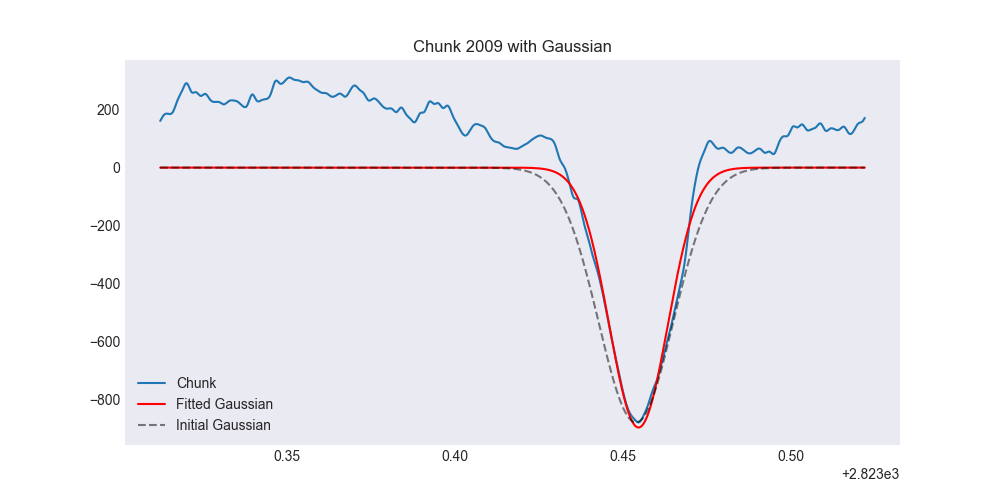 Chunk 2009 with Gaussian
200
0
−200
−400
−600
−800
Chunk
Fitted Gaussian
Initial Gaussian
0.35 0.40 0.45 0.50
+2.823e3